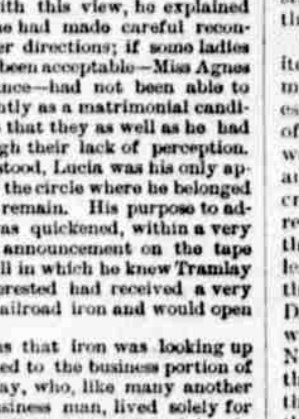 ith this view, he explained
e had made careful recon-
er directions; if some ladies
been acceptable—Miss Agnes
nce—had not been able to
ntly as a matrimonial candi-
that they as well as he had
gh their lack of perception.
stood, Lucia was his only ap-
the circle where he belonged
remain. His purpose to ad-
as quickened, within a very
announcement on the tape
ll in which he knew Tramlay
erested had received a very
ailroad iron and would open
s that iron was looking up
ed to the business portion of
ay, who, like many another
siness man, lived solely for